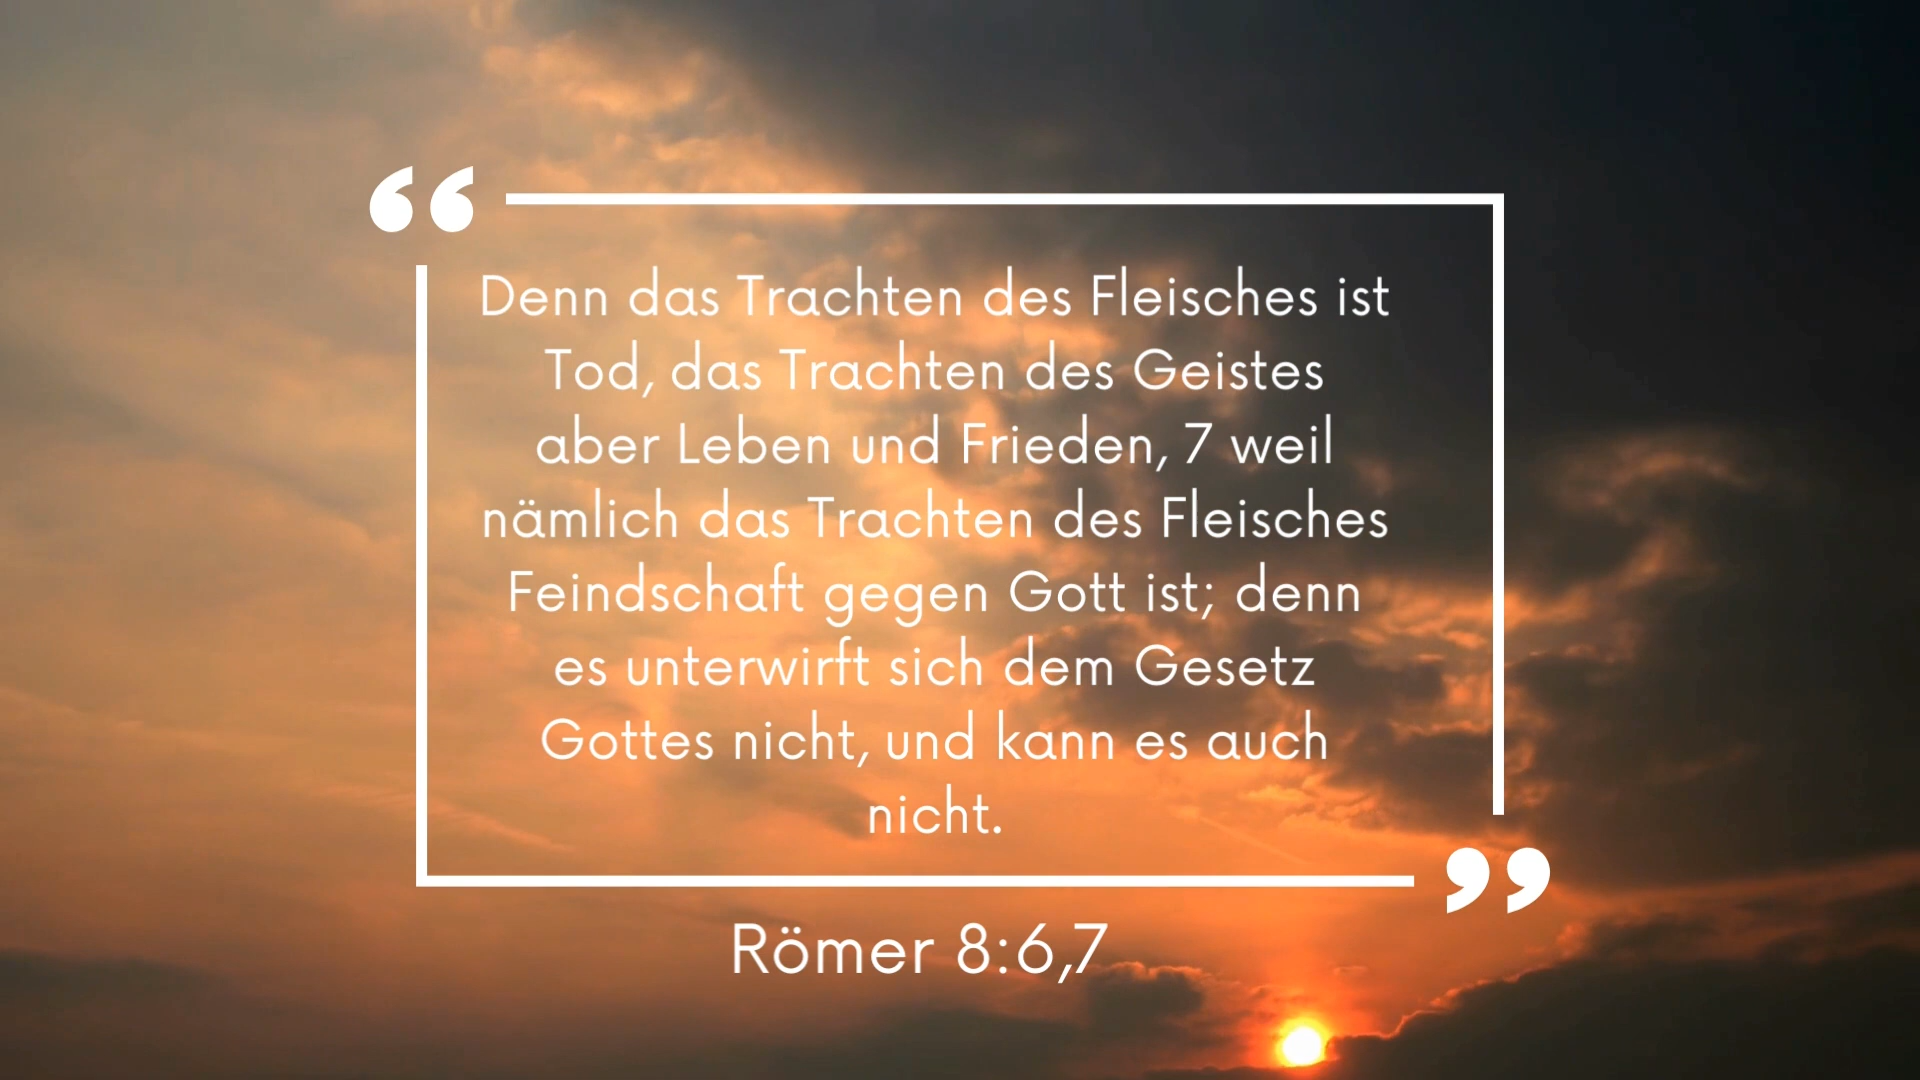 “
Denn das Trachten des Fleisches ist
Tod, das Trachten des Geistes
aber Leben und Frieden, 7 weil
nämlich das Trachten des Fleisches
Feindschaft gegen Gott ist; denn
es unterwirft sich dem Gesetz
Gottes nicht, und kann es auch
nicht.
”
Römer 8:6,7